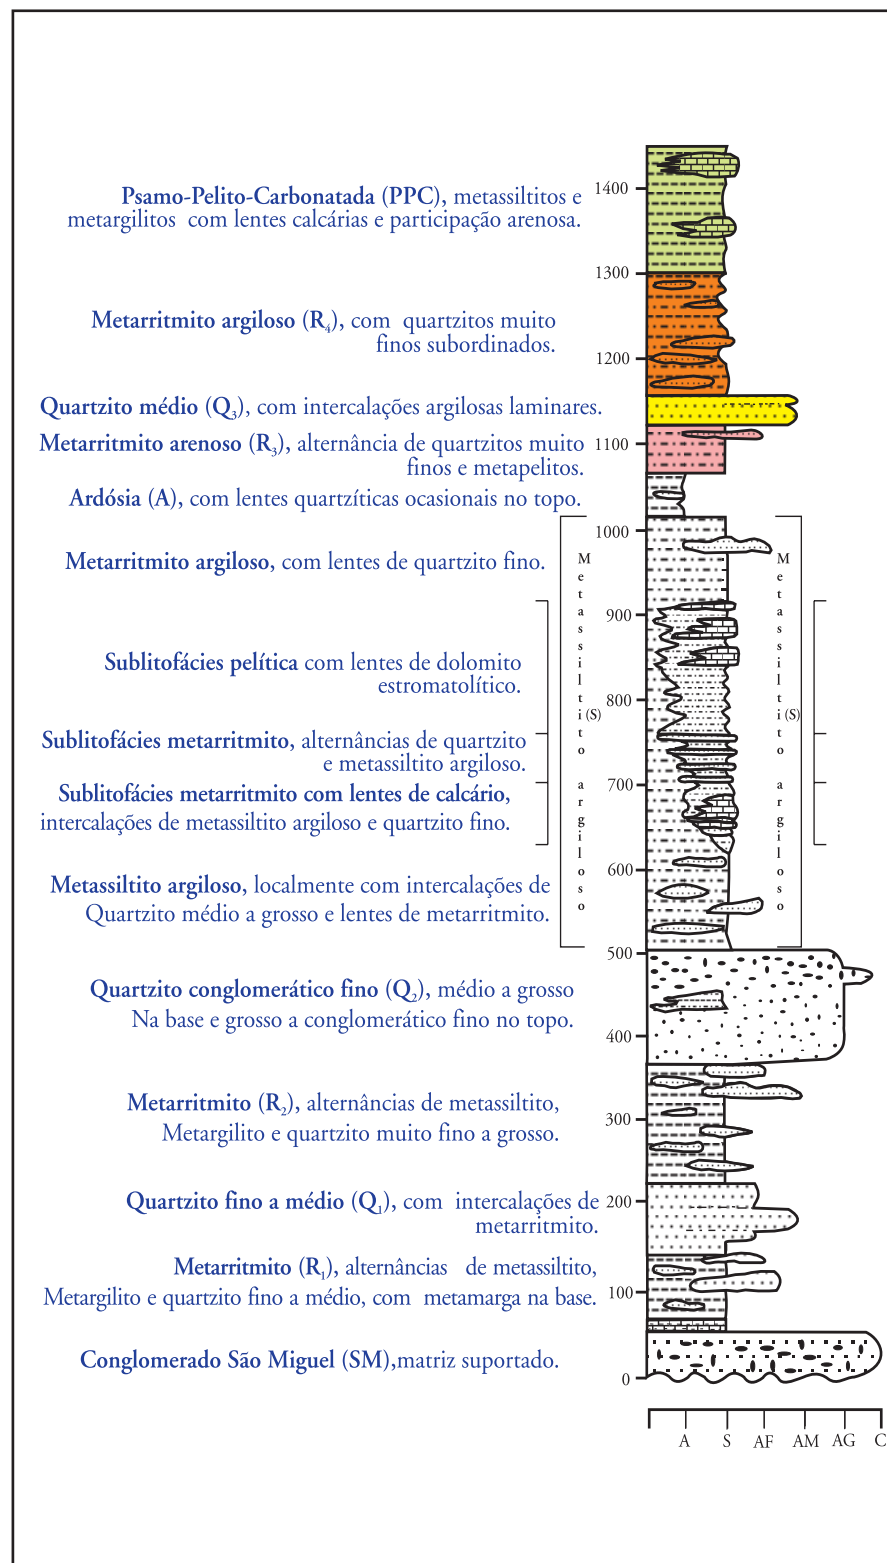 Psamo-Pelito-Carbonatada (PPC), metassiltitos e
metargilitos com lentes calcárias e participação arenosa.
Metarritmito argiloso (R4), com quartzitos muito
finos subordinados.
Quartzito médio (Q3), com intercalações argilosas laminares.
Metarritmito arenoso (R3), alternância de quartzitos muito
finos e metapelitos.
Ardósia (A), com lentes quartzíticas ocasionais no topo.
Metarritmito argiloso, com lentes de quartzito fino.
Sublitofácies pelítica com lentes de dolomito
estromatolítico.
Sublitofácies metarritmito, alternâncias de quartzito
e metassiltito argiloso.
Sublitofácies metarritmito com lentes de calcário,
intercalações de metassiltito argiloso e quartzito fino.
Metassiltito argiloso, localmente com intercalações de
Quartzito médio a grosso e lentes de metarritmito.
Quartzito conglomerático fino (Q2), médio a grosso
Na base e grosso a conglomerático fino no topo.
Metarritmito (R2), alternâncias de metassiltito,
Metargilito e quartzito muito fino a grosso.
Quartzito fino a médio (Q1), com intercalações de
metarritmito.
Metarritmito (R1), alternâncias de metassiltito,
Metargilito e quartzito fino a médio, com metamarga na base.
Conglomerado São Miguel (SM),matriz suportado.
Metassiltito argiloso
(S)
1400
1300
1200
1100
1000
900
800
700
600
500
400
300
200
100
0
Metassiltito argiloso
(S)
A S AF AM AG C